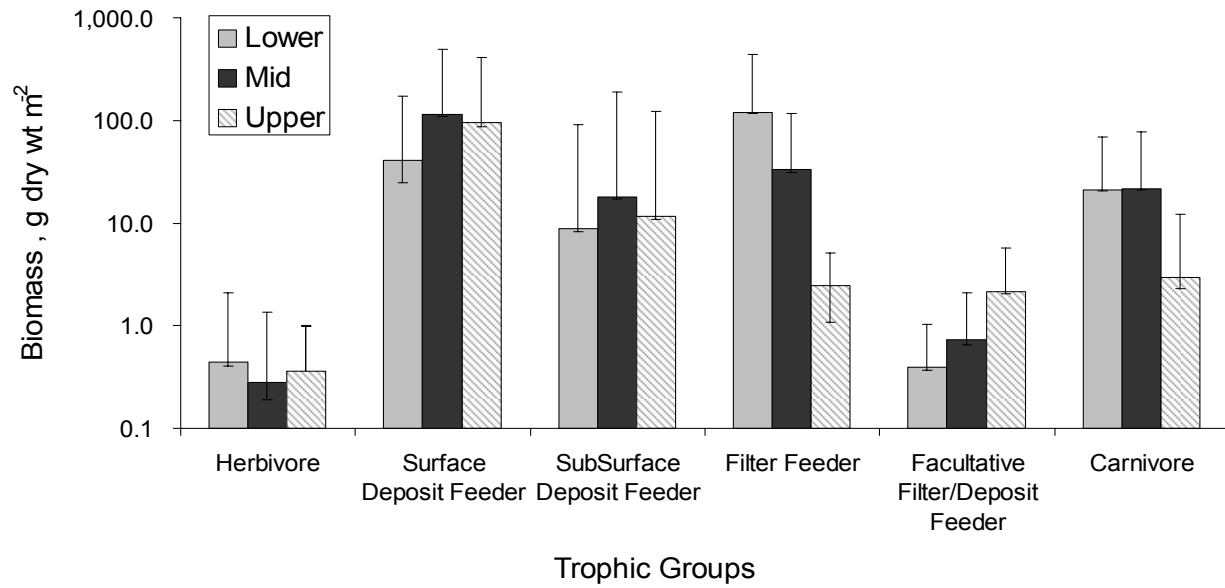 1,000.0
100.0
10.0
1.0
0.1
Biomass , g dry wt m-2
Lower
Mid
Upper
Herbivore
Surface
Deposit Feeder
SubSurface
Deposit Feeder
Filter Feeder
Facultative
Filter/Deposit
Feeder
Carnivore
Trophic Groups